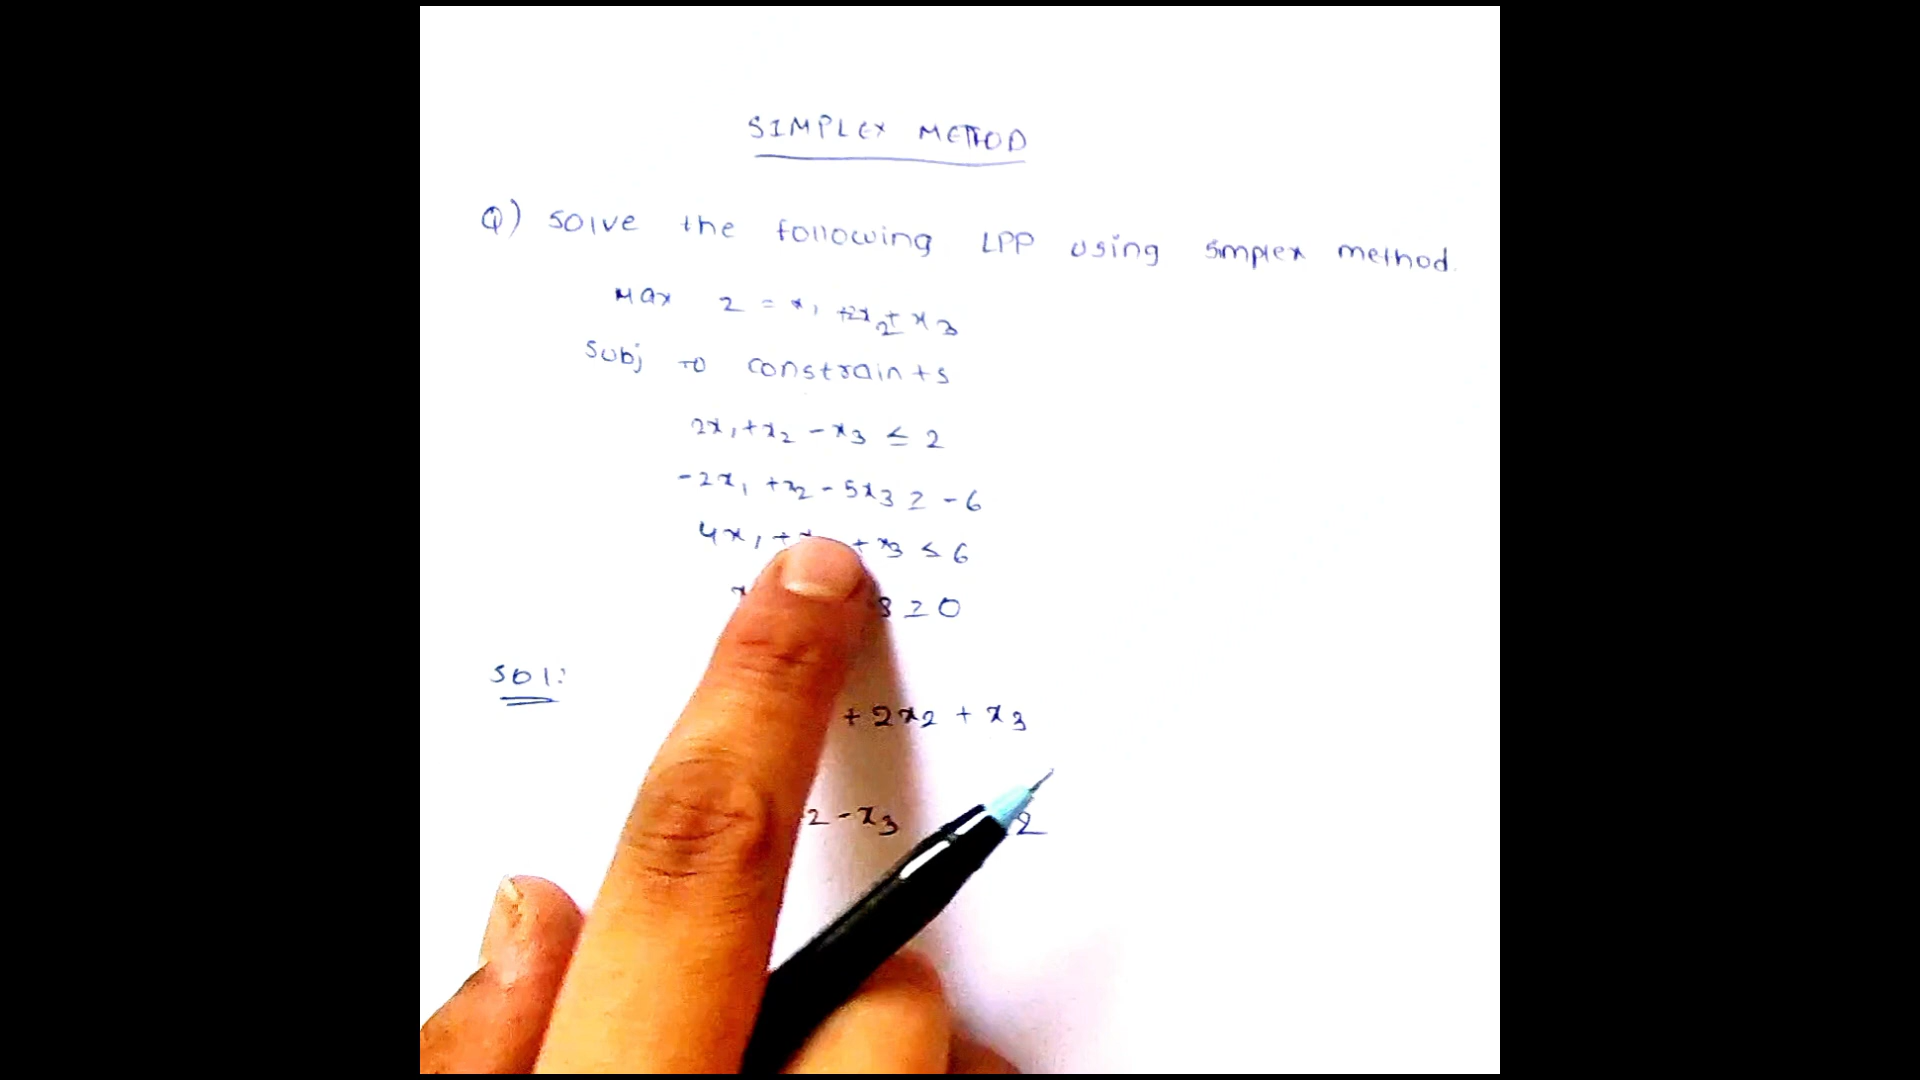 SIMPLEX METHOD
Q) Solve the following LPP using simplex method.
Max Z = x1 + 2x2 + x3
Subj TO constraints
2x1 + x2 - x3 ≤ 2
-2x1 + x2 - 5x3 ≥ -6
4x1 + + x3 ≤ 6
3 ≥ 0
Sol:
+ 2x2 + x3
2 - x3 2